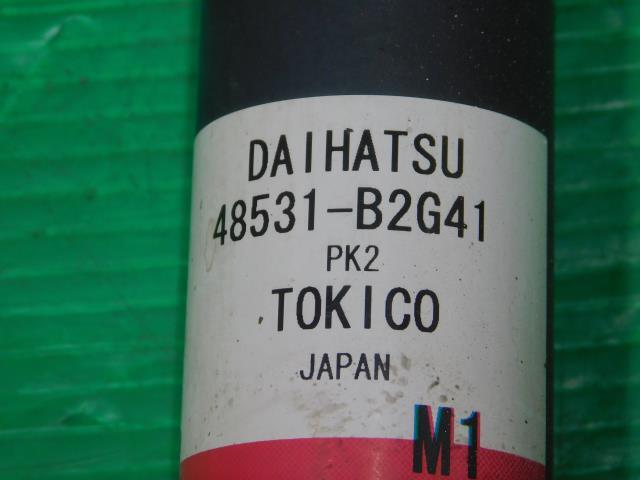 DAIHATSU
48531-B2G41
PK2
TOKICO
JAPAN
M1